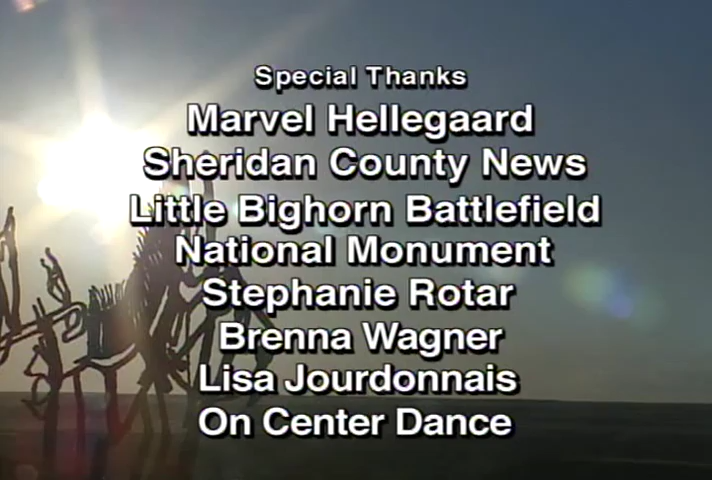 Special Thanks
Marvel Hellegaard
Sheridan County News
Little Bighorn Battlefield
National Monument
Stephanie Rotar
Brenna Wagner
Lisa Jourdonnais
On Center Dance